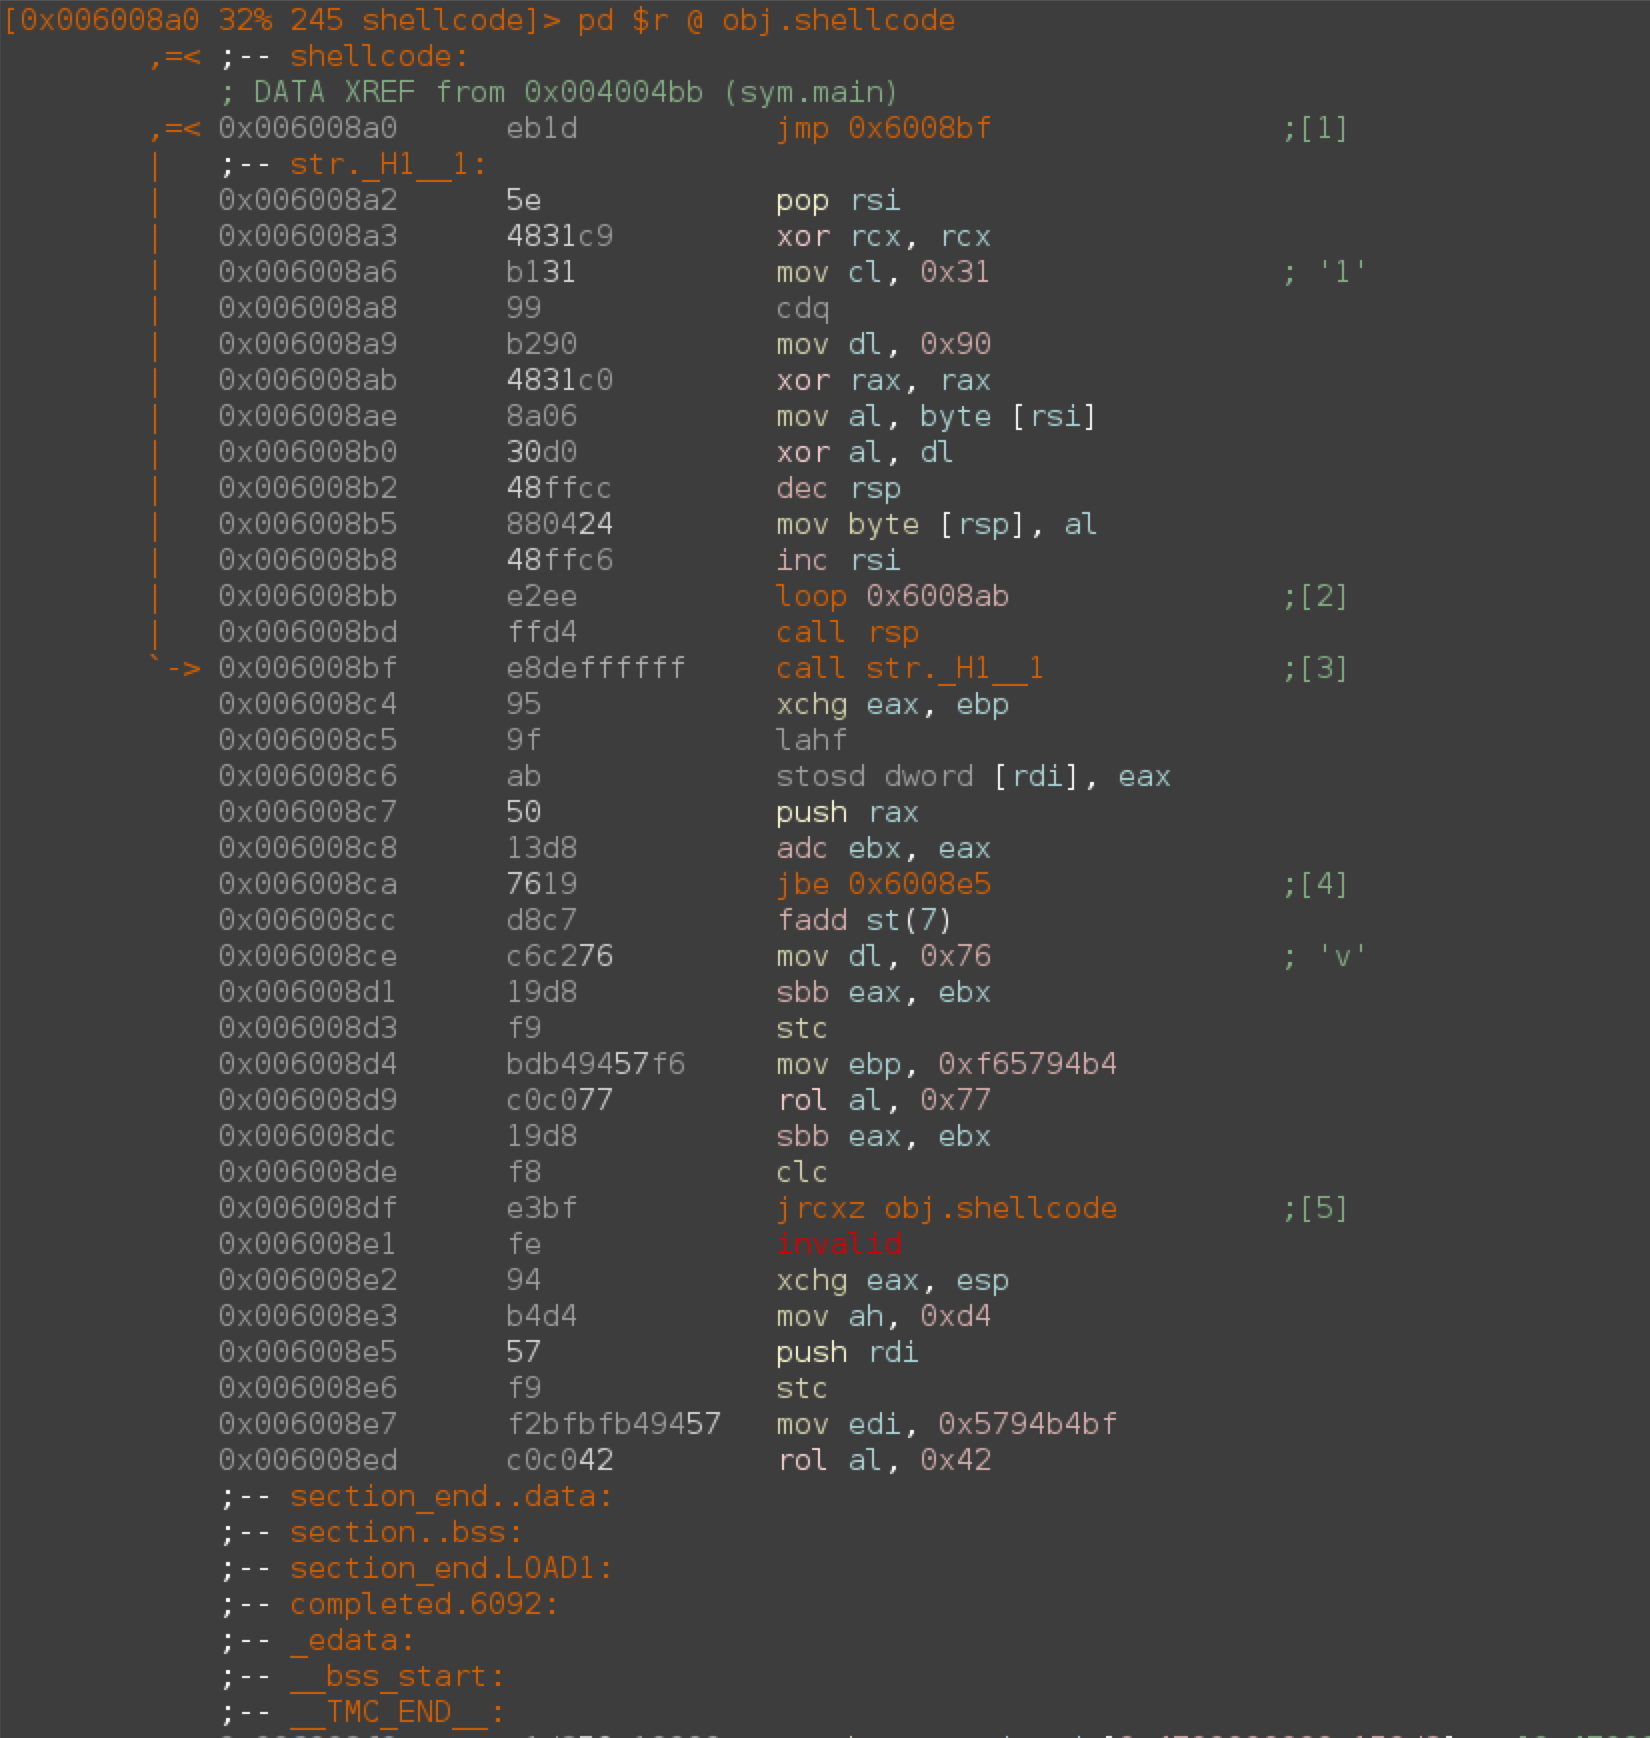 [0x006008a0 32% 245 shellcode]> pd $r @ obj.shellcode
,=< ;-- shellcode:
; DATA XREF from 0x004004bb (sym.main)
,=< 0x006008a0 eb1d jmp 0x6008bf ;[1]
| ;-- str._H1__1:
| 0x006008a2 5e pop rsi
| 0x006008a3 4831c9 xor rcx, rcx
| 0x006008a6 b131 mov cl, 0x31 ; '1'
| 0x006008a8 99 cdq
| 0x006008a9 b290 mov dl, 0x90
| 0x006008ab 4831c0 xor rax, rax
| 0x006008ae 8a06 mov al, byte [rsi]
| 0x006008b0 30d0 xor al, dl
| 0x006008b2 48ffcc dec rsp
| 0x006008b5 880424 mov byte [rsp], al
| 0x006008b8 48ffc6 inc rsi
| 0x006008bb e2ee loop 0x6008ab ;[2]
| 0x006008bd ffd4 call rsp
`-> 0x006008bf e8deffffff call str._H1__1 ;[3]
0x006008c4 95 xchg eax, ebp
0x006008c5 9f lahf
0x006008c6 ab stosd dword [rdi], eax
0x006008c7 50 push rax
0x006008c8 13d8 adc ebx, eax
0x006008ca 7619 jbe 0x6008e5 ;[4]
0x006008cc d8c7 fadd st(7)
0x006008ce c6c276 mov dl, 0x76 ; 'v'
0x006008d1 19d8 sbb eax, ebx
0x006008d3 f9 stc
0x006008d4 bdb49457f6 mov ebp, 0xf65794b4
0x006008d9 c0c077 rol al, 0x77
0x006008dc 19d8 sbb eax, ebx
0x006008de f8 clc
0x006008df e3bf jrcxz obj.shellcode ;[5]
0x006008e1 fe invalid
0x006008e2 94 xchg eax, esp
0x006008e3 b4d4 mov ah, 0xd4
0x006008e5 57 push rdi
0x006008e6 f9 stc
0x006008e7 f2bfbfb49457 mov edi, 0x5794b4bf
0x006008ed c0c042 rol al, 0x42
;-- section_end..data:
;-- section..bss:
;-- section_end.LOAD1:
;-- completed.6092:
;-- _edata:
;-- __bss_start:
;-- __TMC_END__: